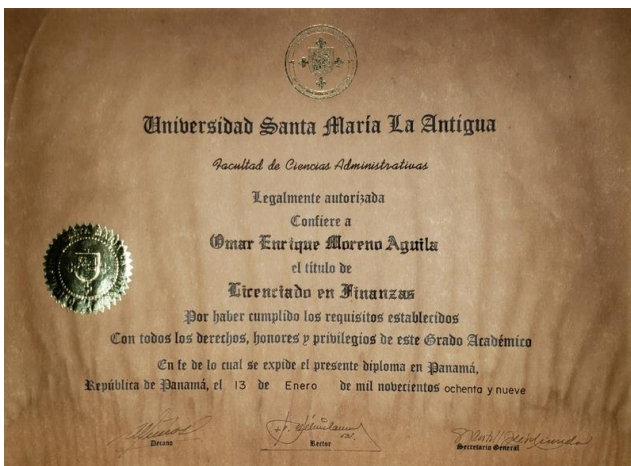 Universidad Santa María La Antigua
Facultad de Ciencias Administrativas
Legalmente autorizada
Confiere a
Omar Enrique Moreno Aguila
el título de
Licenciado en Finanzas
Por haber cumplido los requisitos establecidos
Con todos los derechos, honores y privilegios de este Grado Académico
En fe de lo cual se expide el presente diploma en Panamá,
República de Panamá, el 13 de Enero de mil novecientos ochenta y nueve
Decano
Rector
Secretario General